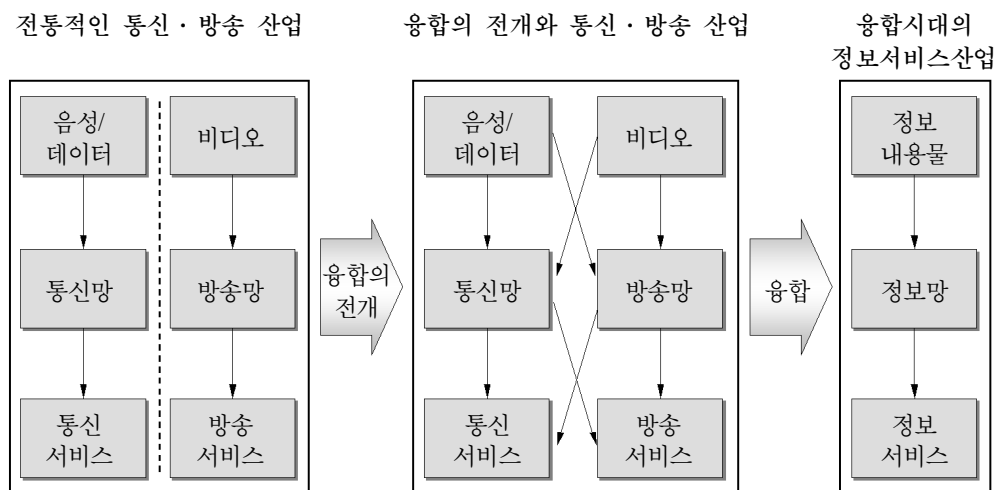 전통적인 통신 · 방송 산업
음성/
데이터
비디오
통신망
방송망
통신
서비스
방송
서비스
융합의
전개
융합의 전개와 통신 · 방송 산업
음성/
데이터
비디오
통신망
방송망
통신
서비스
방송
서비스
융합
융합시대의
정보서비스산업
정보
내용물
정보망
정보
서비스